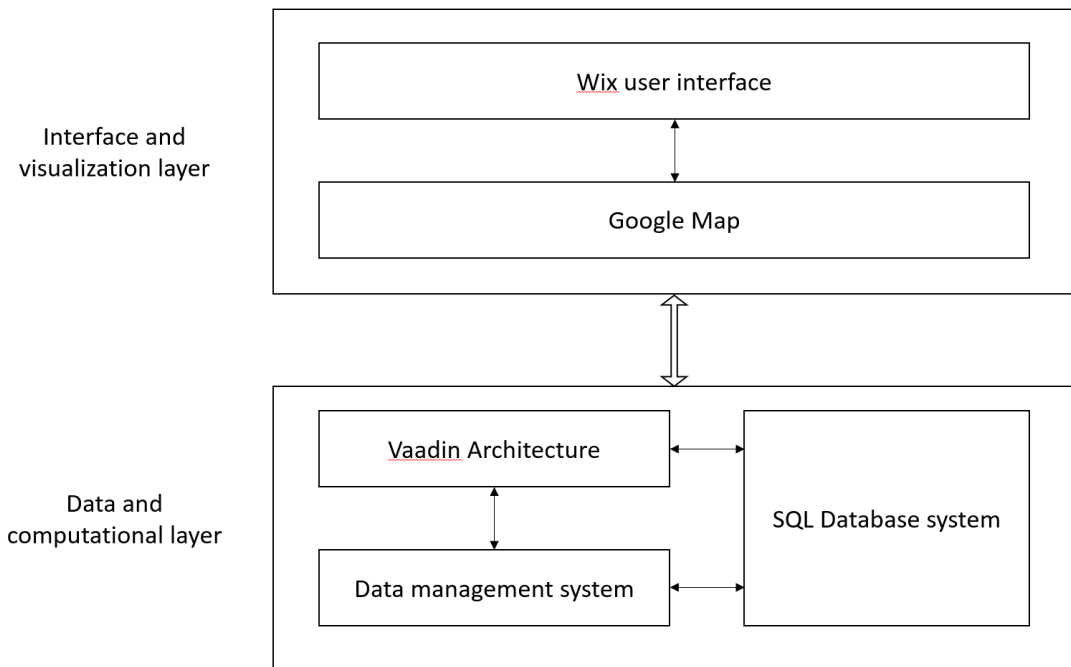 Wix user interface
Interface and
visualization layer
Google Map
Vaadin Architecture
Data and
computational layer
SQL Database system
Data management system